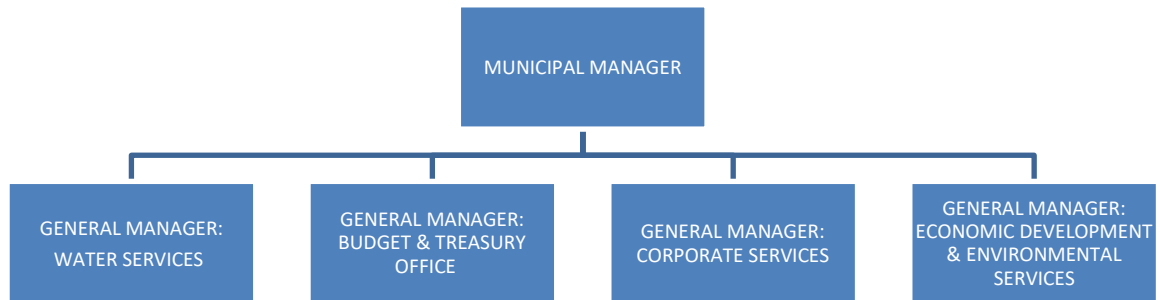 MUNICIPAL MANAGER
GENERAL MANAGER:
WATER SERVICES
GENERAL MANAGER:
BUDGET & TREASURY
OFFICE
GENERAL MANAGER:
CORPORATE SERVICES
GENERAL MANAGER:
ECONOMIC DEVELOPMENT
& ENVIRONMENTAL
SERVICES